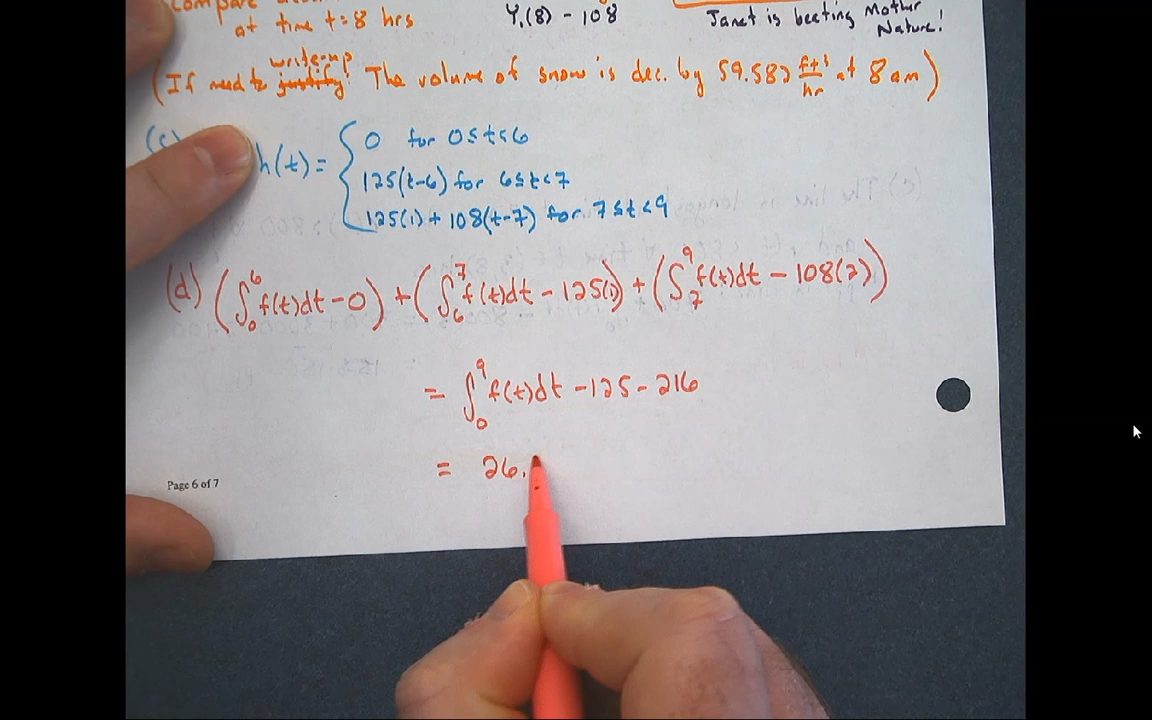 Compare
at time t=8 hrs
Y₁(8) - 108
Janet is beating Mother
Nature!
write-up
(If need to justify: The volume of snow is dec. by 59.582 ft³/hr at 8am)
h(t) = { 0 for 0≤t<6
125(t-6) for 6≤t<7
125(1) + 108(t-7) for 7≤t<9
(d) (∫₀⁶ f(t)dt - 0) + (∫₆⁷ f(t)dt - 125(1)) + (∫₇⁹ f(t)dt - 108(2))
= ∫₀⁹ f(t)dt - 125 - 216
= 26.
Page 6 of 7